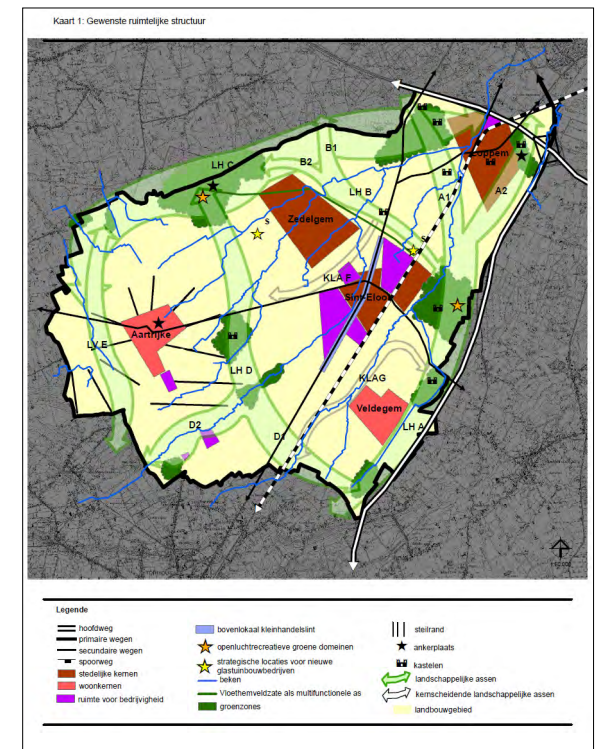 Kaart 1: Gewenste ruimtelijke structuur
B1
LH C
B2
Loppem
LH B
A1
A2
Zedelgem
S
S
KLA F
Sint-Elooi
Aartrijke
LV E
LH D
KLAG
Veldegem
LH A
D2
D1
Legende
hoofdweg
primaire wegen
secundaire wegen
spoorweg
stedelijke kernen
woonkernen
ruimte voor bedrijvigheid
bovenlokaal kleinhandelslint
openluchtrecreatieve groene domeinen
strategische locaties voor nieuwe
glastuinbouwbedrijven
beken
Vloethemveldzate als multifunctionele as
groenzones
steilrand
ankerplaats
kastelen
landschappelijke assen
kernscheidende landschappelijke assen
landbouwgebied